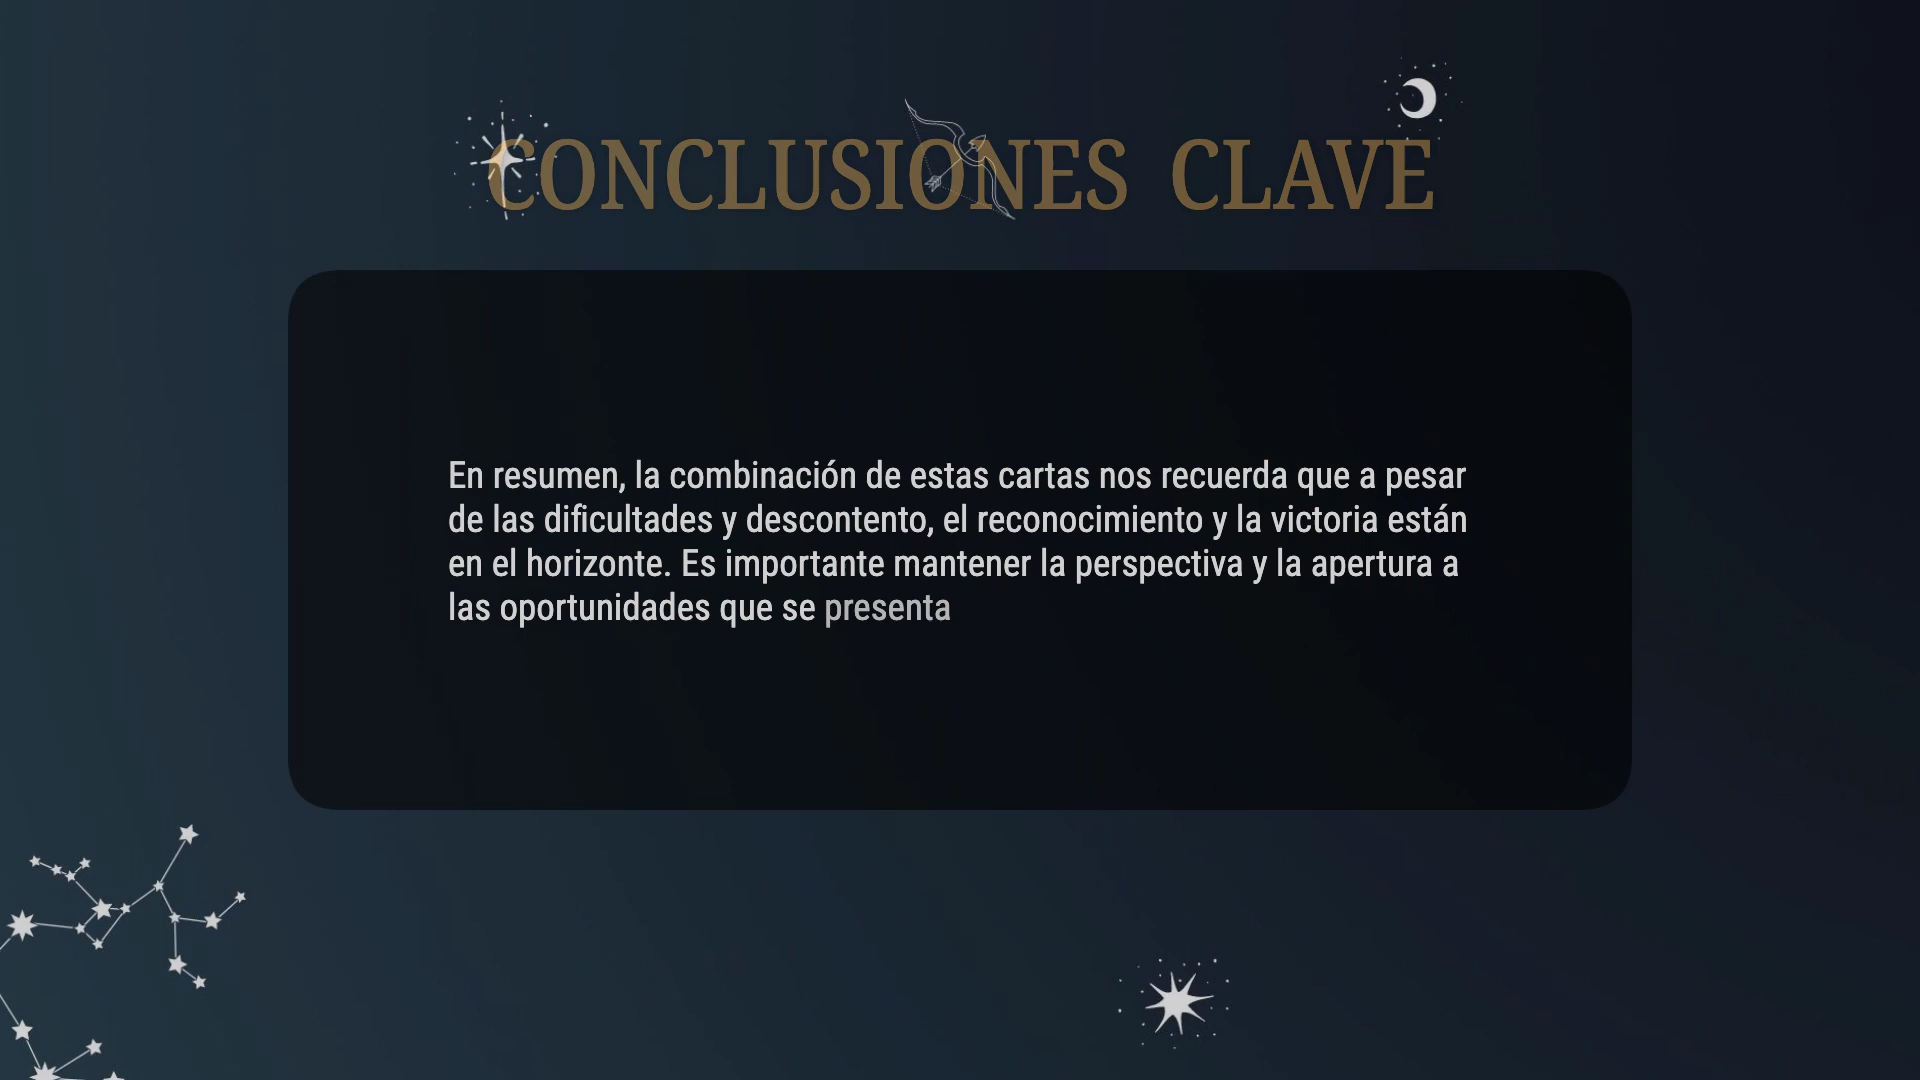 CONCLUSIONES CLAVE
En resumen, la combinación de estas cartas nos recuerda que a pesar
de las dificultades y descontento, el reconocimiento y la victoria están
en el horizonte. Es importante mantener la perspectiva y la apertura a
las oportunidades que se presenta